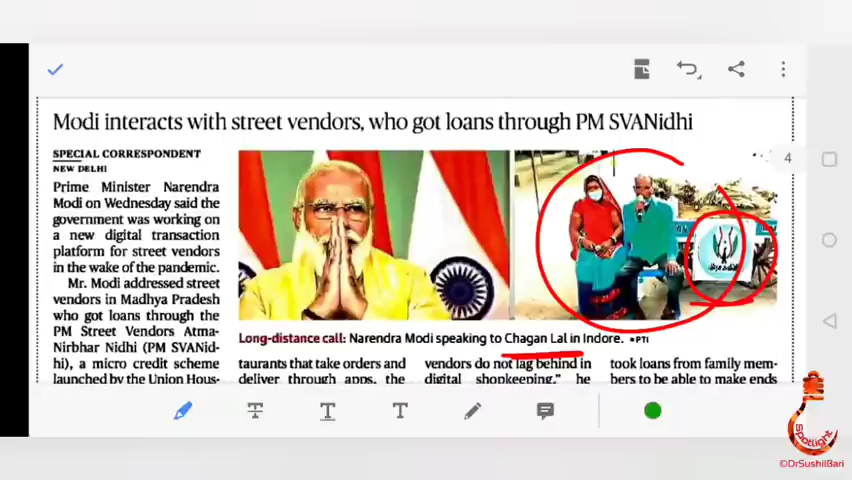 4
Modi interacts with street vendors, who got loans through PM SVANidhi
SPECIAL CORRESPONDENT
NEW DELHI
Prime Minister Narendra
Modi on Wednesday said the
government was working on
a new digital transaction
platform for street vendors
in the wake of the pandemic.
Mr. Modi addressed street
vendors in Madhya Pradesh
who got loans through the
PM Street Vendors Atma-
Nirbhar Nidhi (PM SVANid-
hi), a micro credit scheme
launched by the Union Hous-
Long-distance call: Narendra Modi speaking to Chagan Lal in Indore. •PTI
taurants that take orders and
deliver through apps, the
vendors do not lag behind in
digital shopkeeping,” he
took loans from family mem-
bers to be able to make ends
T
T
T
Spotlight
©DrSushilBari